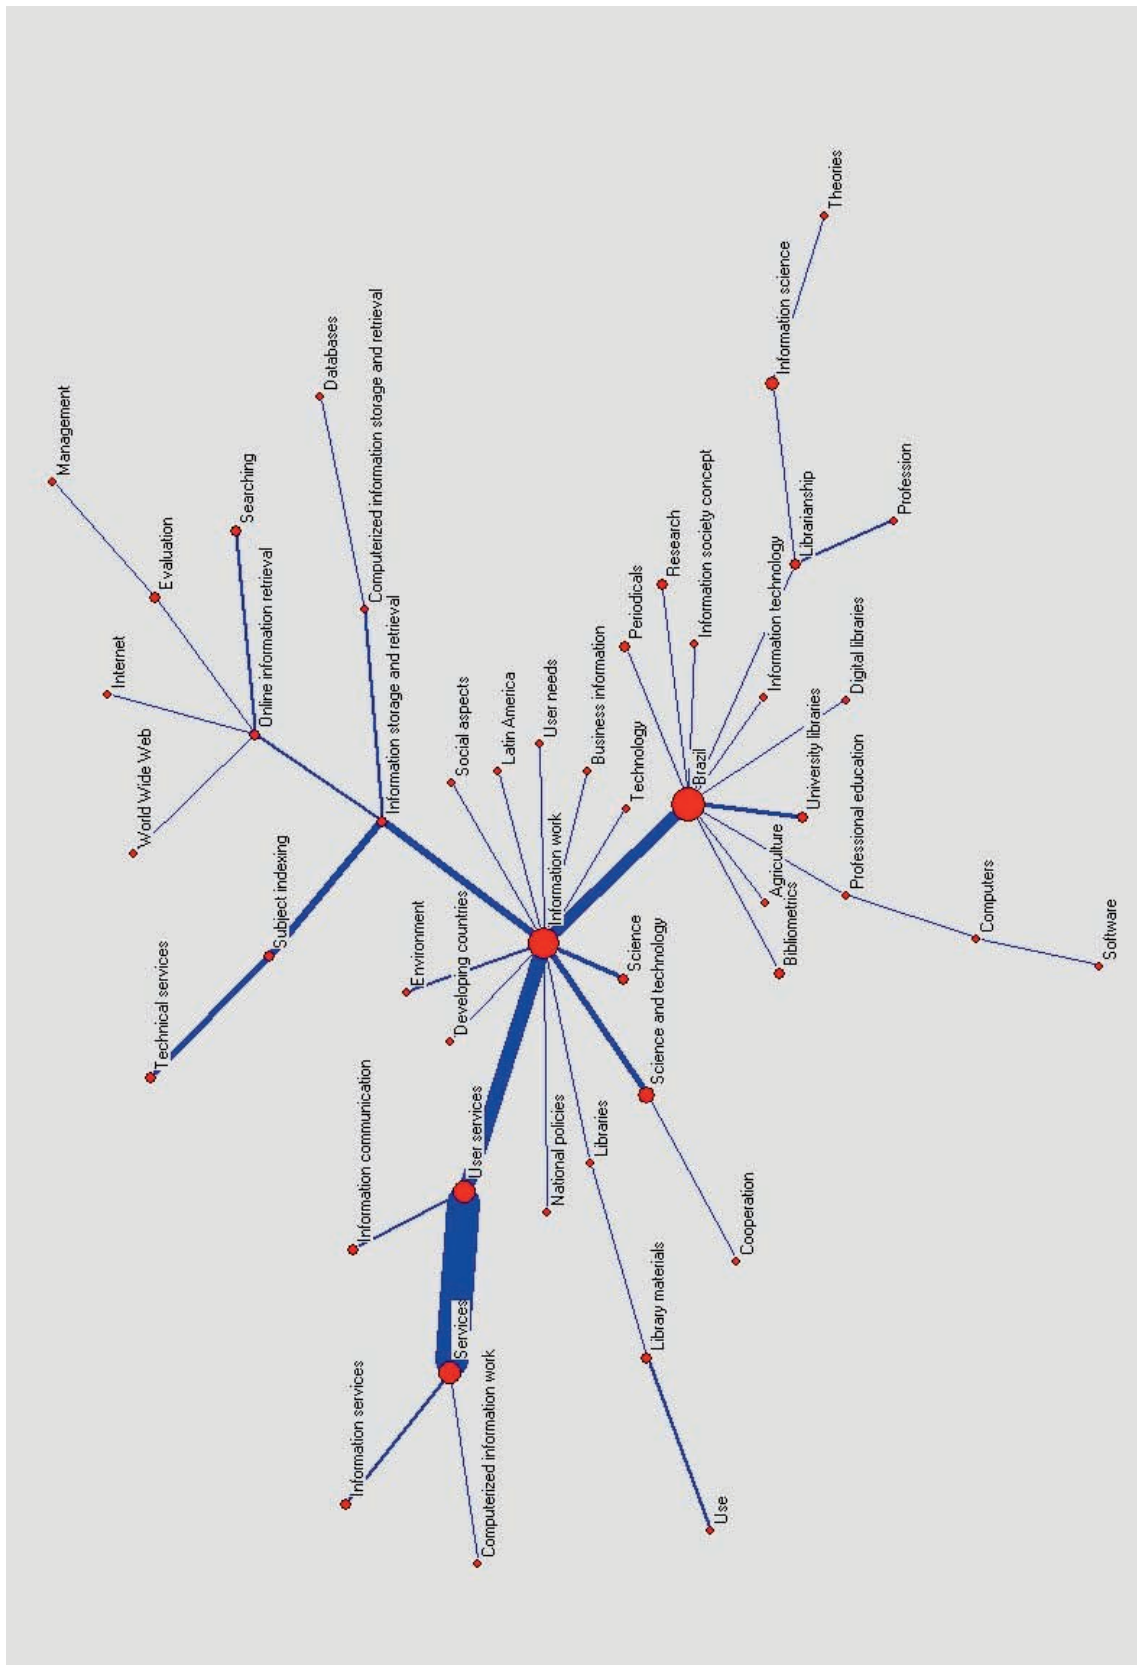 Management
Evaluation
Searching
Internet
Online information retrieval
World Wide Web
Databases
Computerized information storage and retrieval
Information storage and retrieval
Subject indexing
Technical services
Social aspects
Latin America
User needs
Business information
Technology
Information work
Environment
Developing countries
Science
Science and technology
Cooperation
National policies
Libraries
Library materials
Use
User services
Information communication
Services
Information services
Computerized information work
Brazil
Periodicals
Research
Information society concept
Information technology
Librarianship
Information science
Theories
Profession
Digital libraries
University libraries
Professional education
Agriculture
Bibliometrics
Computers
Software